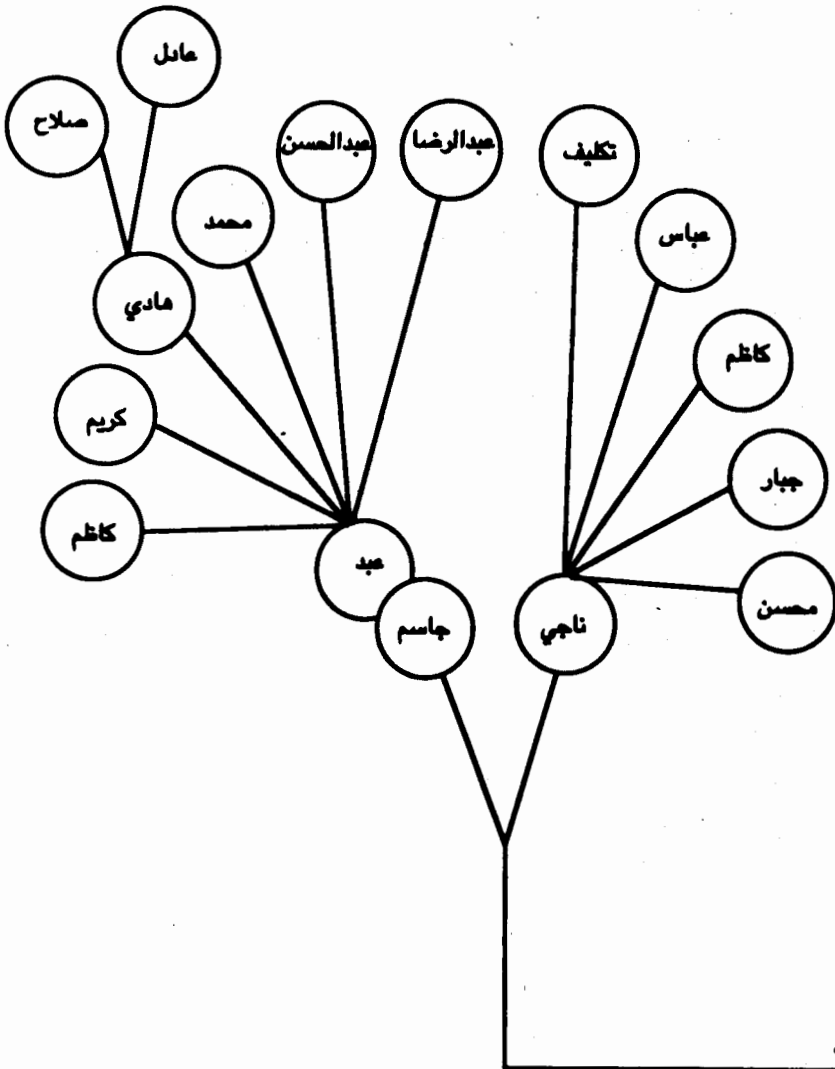 عادل
صلاح
عبدالرضا
عبدالحسن
تكليف
محمد
عباس
هادي
كاظم
كريم
جبار
كاظم
عبد
محسن
ناجي
جاسم